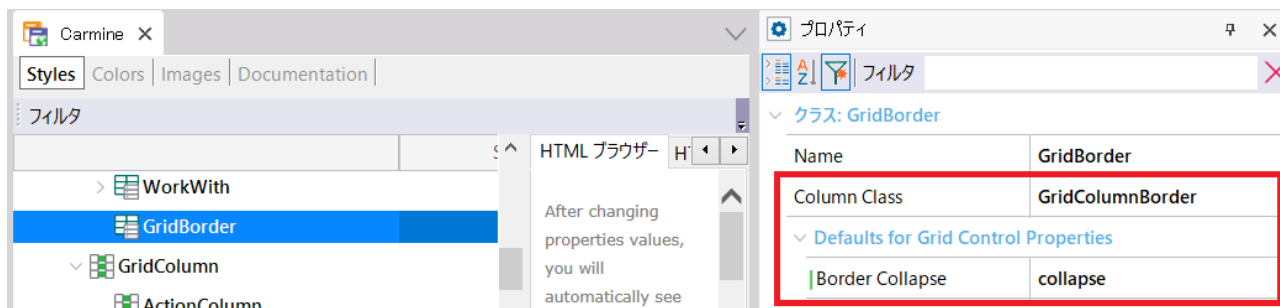 Carmine
Styles Colors Images Documentation
フィルタ
HTML ブラウザー
WorkWith
GridBorder
GridColumn
ActionColumn
After changing
properties values,
you will
automatically see
プロパティ
フィルタ
クラス: GridBorder
Name GridBorder
Column Class GridColumnBorder
Defaults for Grid Control Properties
Border Collapse collapse